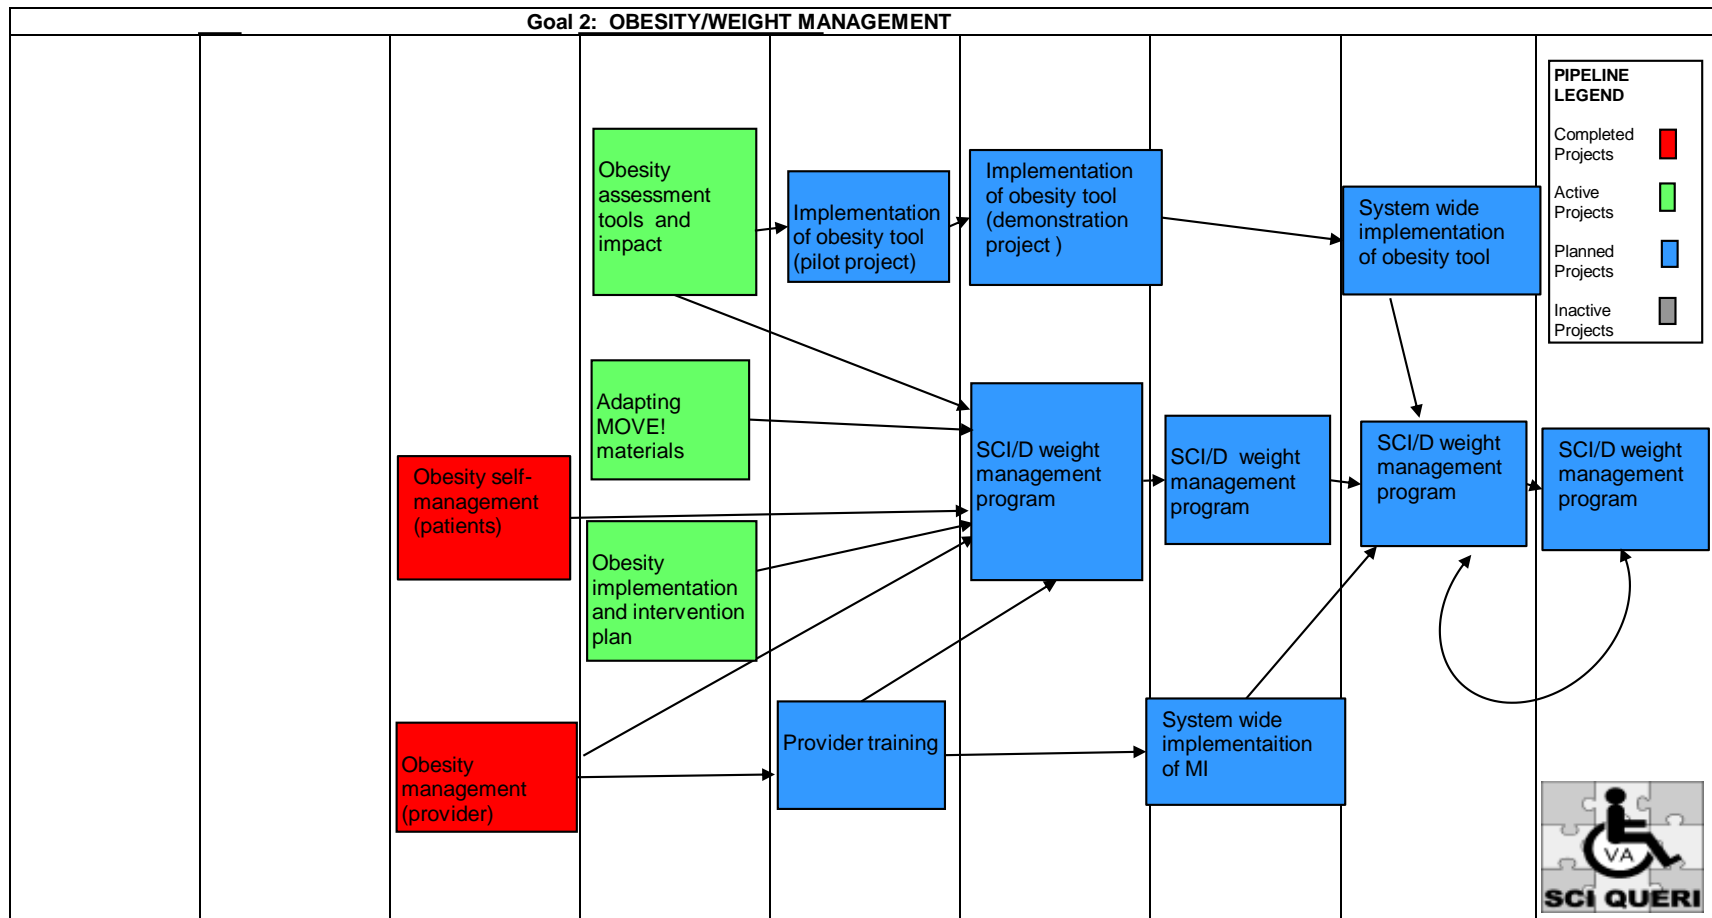 Goal 2: OBESITY/WEIGHT MANAGEMENT
PIPELINE
LEGEND
Completed
Projects
Active
Projects
Planned
Projects
Inactive
Projects
Obesity
assessment
tools and
impact
Implementation
of obesity tool
(pilot project)
Implementation
of obesity tool
(demonstration
project )
System wide
implementation
of obesity tool
Adapting
MOVE!
materials
Obesity self-
management
(patients)
Obesity
implementation
and intervention
plan
SCI/D weight
management
program
SCI/D weight
management
program
SCI/D weight
management
program
SCI/D weight
management
program
Obesity
management
(provider)
Provider training
System wide
implementaition
of MI
VA
SCI QUERI